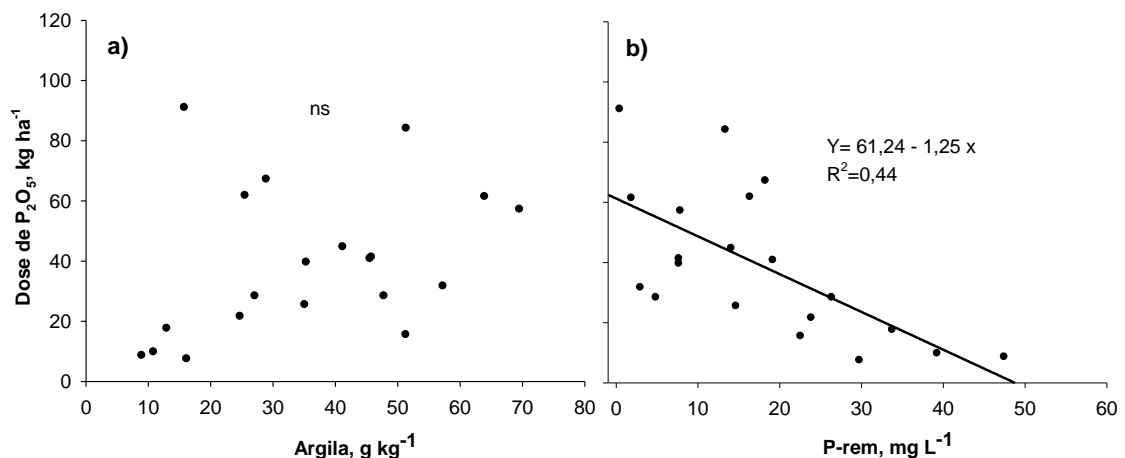 a)
ns
Dose de P₂O₅, kg ha⁻¹
120
100
80
60
40
20
0
0 10 20 30 40 50 60 70 80
Argila, g kg⁻¹
b)
Y= 61,24 - 1,25 x
R²=0,44
0 10 20 30 40 50 60
P-rem, mg L⁻¹